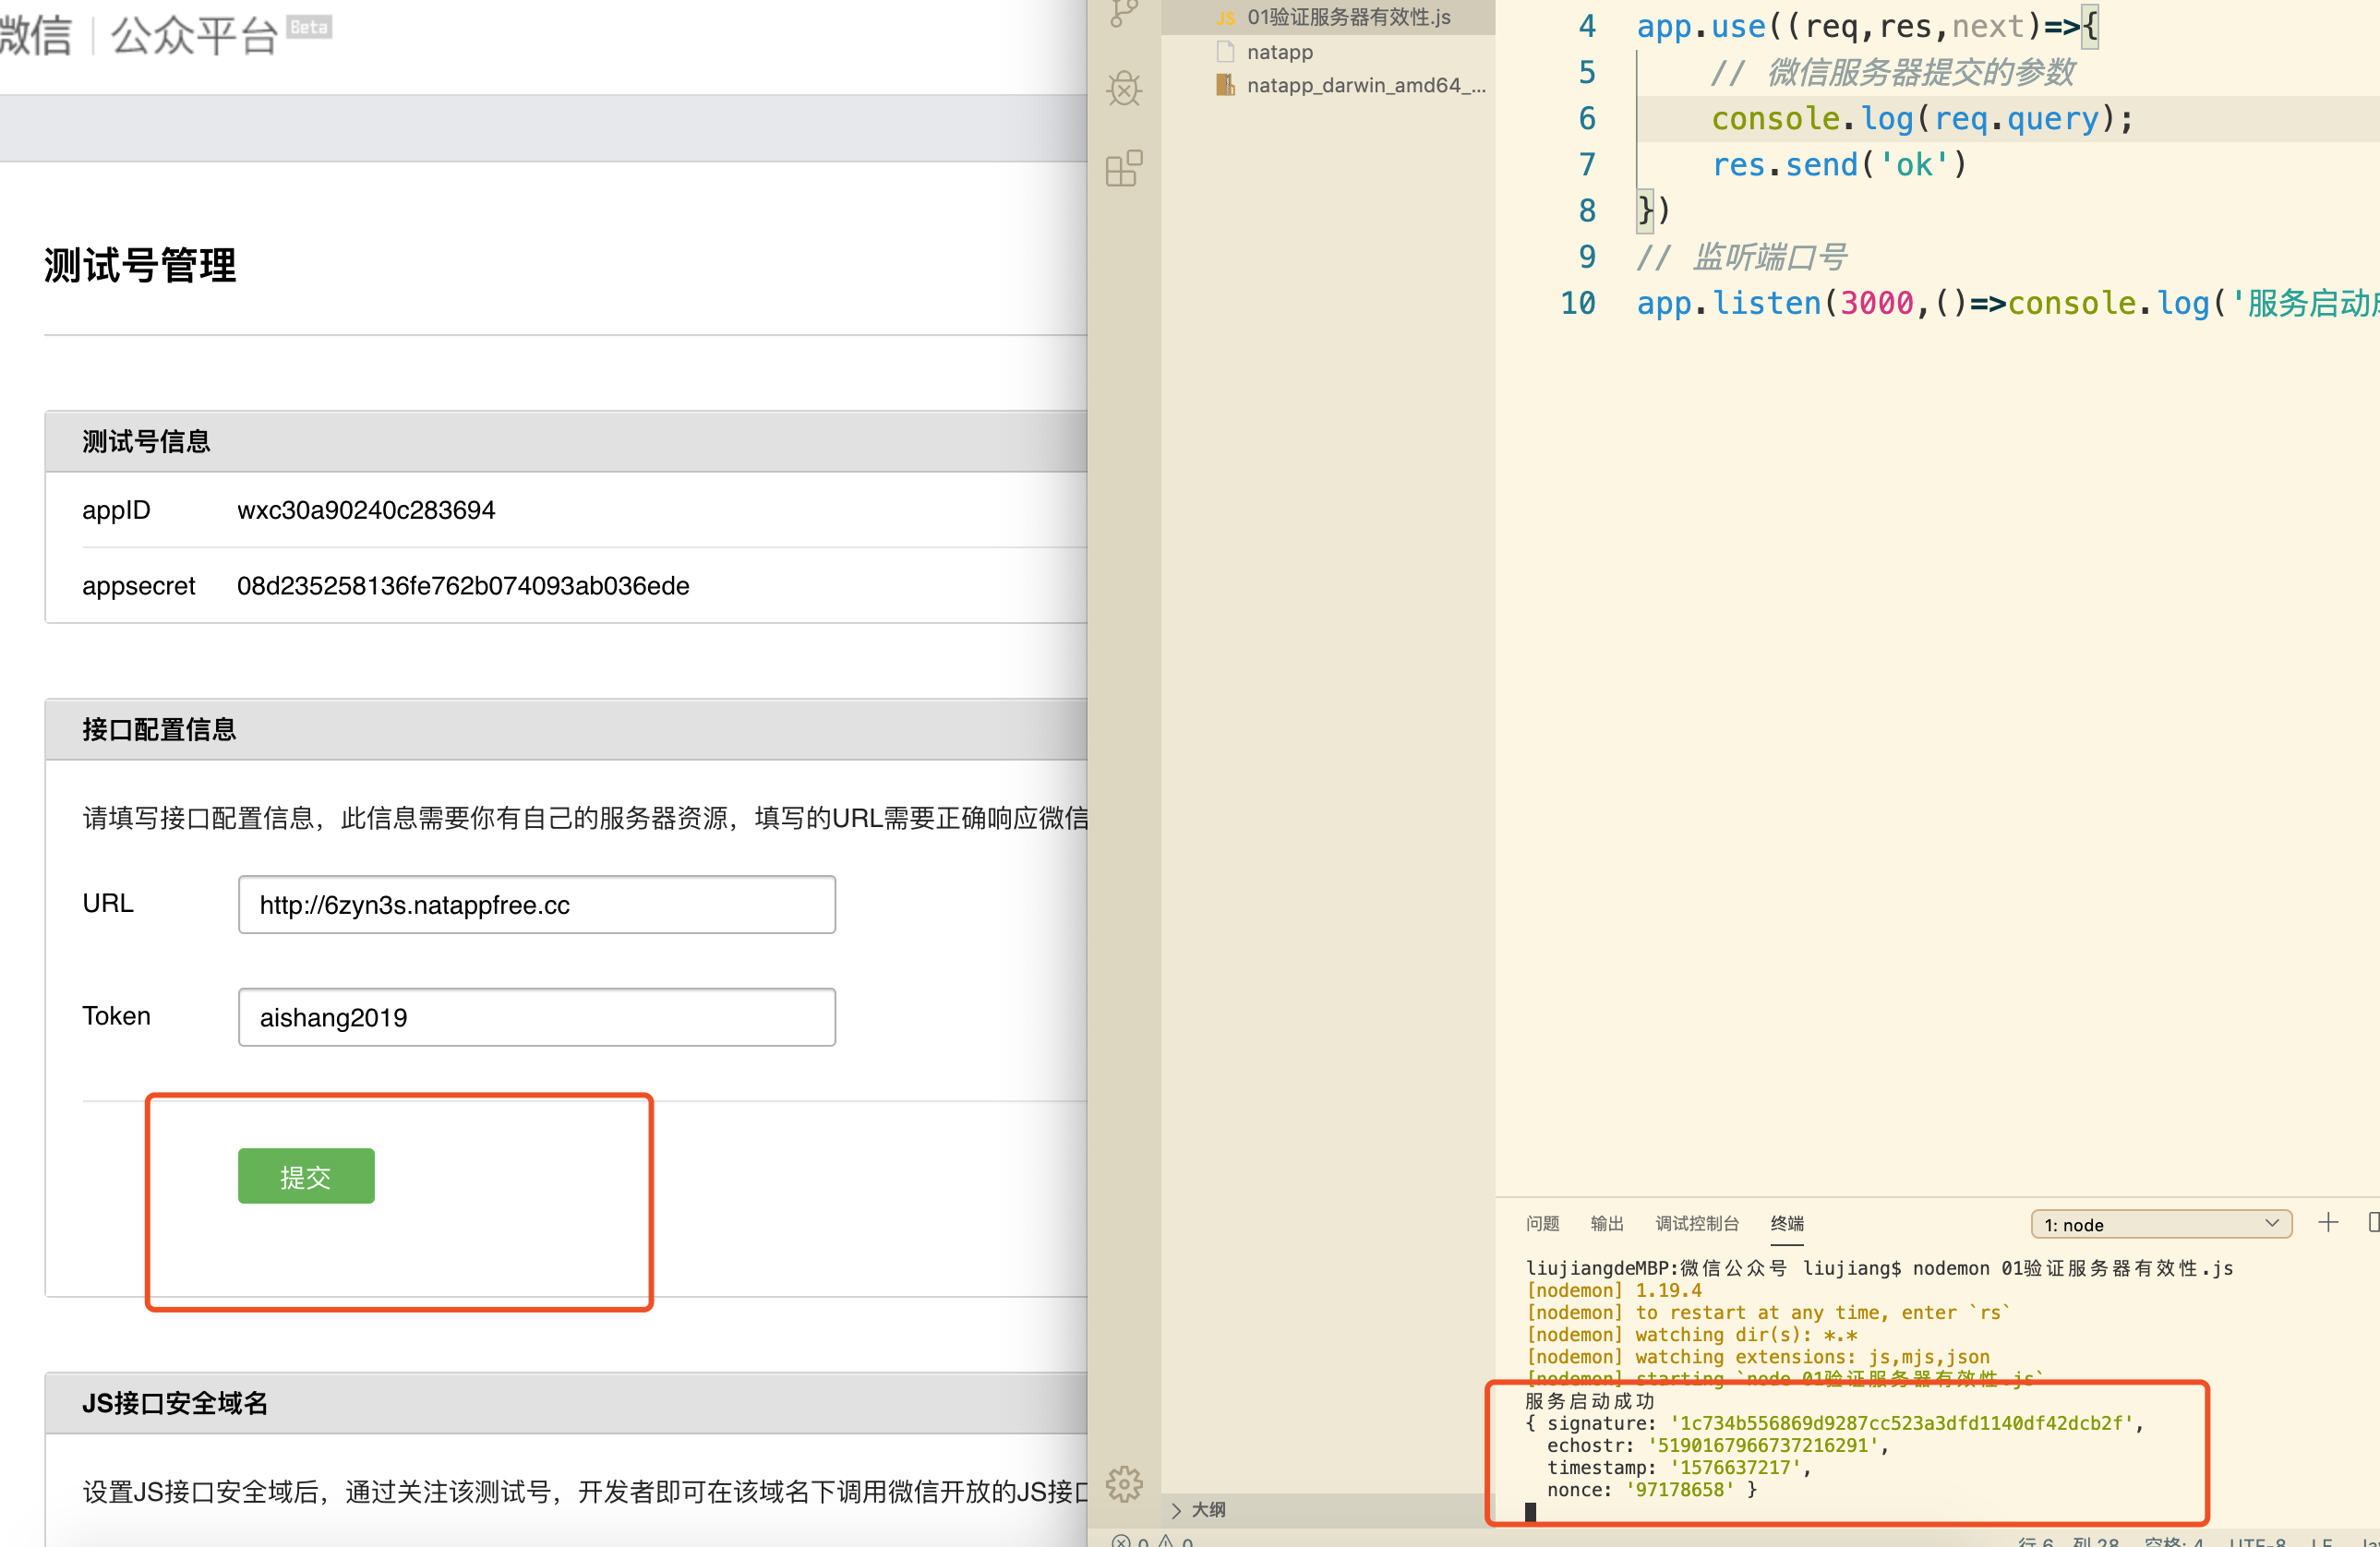 微信 | 公众平台 Beta
测试号管理
测试号信息
appID wxc30a90240c283694
appsecret 08d235258136fe762b074093ab036ede
接口配置信息
请填写接口配置信息，此信息需要你有自己的服务器资源，填写的URL需要正确响应微信
URL http://6zyn3s.natappfree.cc
Token aishang2019
提交
JS接口安全域名
设置JS接口安全域后，通过关注该测试号，开发者即可在该域名下调用微信开放的JS接口
JS 01验证服务器有效性.js
natapp
natapp_darwin_amd64_...
大纲
4 app.use((req,res,next)=>{
5 // 微信服务器提交的参数
6 console.log(req.query);
7 res.send('ok')
8 })
9 // 监听端口号
10 app.listen(3000,()=>console.log('服务启动
问题 输出 调试控制台 终端 1: node
liujiangdeMBP:微信公众号 liujiang$ nodemon 01验证服务器有效性.js
[nodemon] 1.19.4
[nodemon] to restart at any time, enter `rs`
[nodemon] watching dir(s): *.*
[nodemon] watching extensions: js,mjs,json
[nodemon] starting `node 01验证服务器有效性.js`
服务启动成功
{ signature: '1c734b556869d9287cc523a3dfd1140df42dcb2f',
echostr: '5190167966737216291',
timestamp: '1576637217',
nonce: '97178658' }
0 0
行 6，列 28 空格: 4 UTF-8 LF